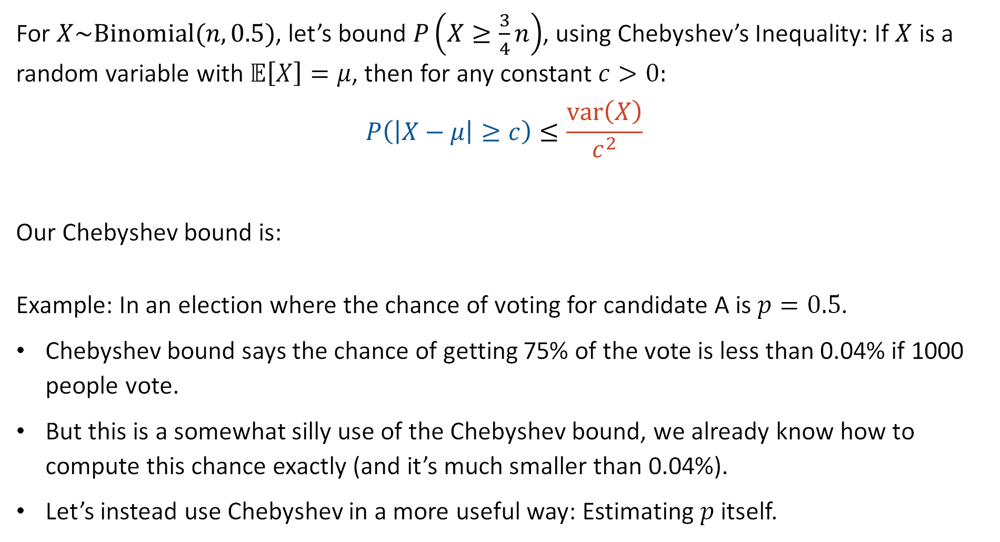 For X~Binomial(n, 0.5), let’s bound P(X ≥ 3/4 n), using Chebyshev’s Inequality: If X is a
random variable with 𝔼[X] = μ, then for any constant c > 0:
P(|X − μ| ≥ c) ≤ var(X)/c²
Our Chebyshev bound is:
Example: In an election where the chance of voting for candidate A is p = 0.5.
• Chebyshev bound says the chance of getting 75% of the vote is less than 0.04% if 1000
people vote.
• But this is a somewhat silly use of the Chebyshev bound, we already know how to
compute this chance exactly (and it’s much smaller than 0.04%).
• Let’s instead use Chebyshev in a more useful way: Estimating p itself.